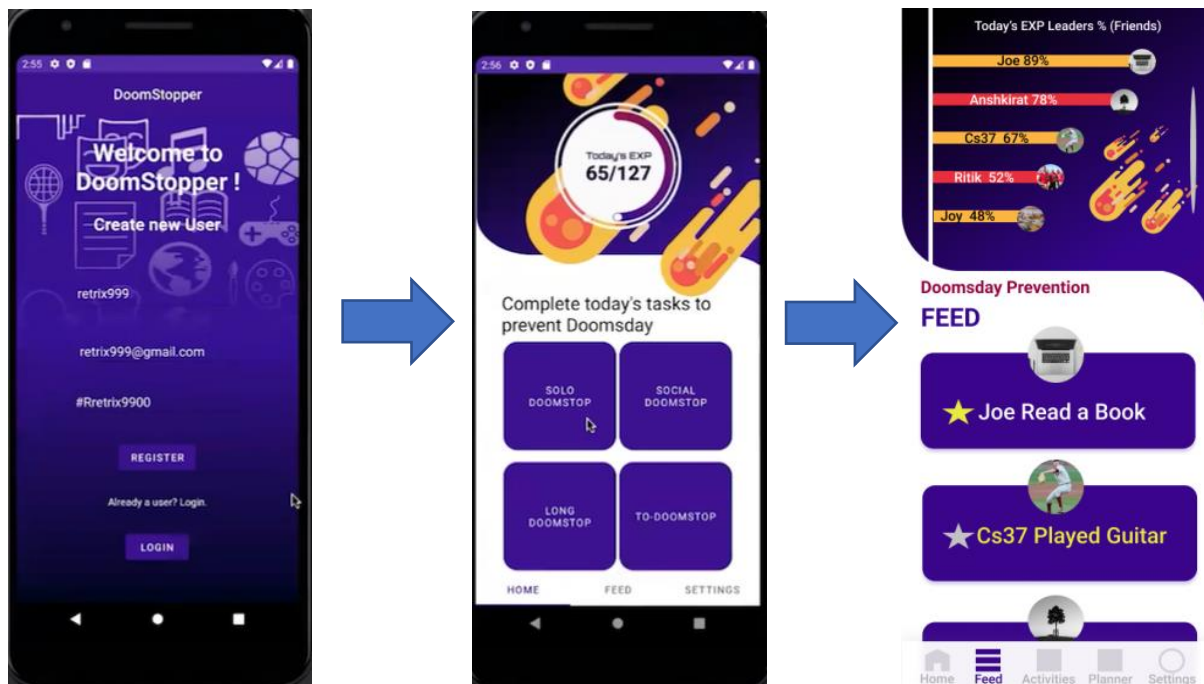 2:55
DoomStopper
Welcome to
DoomStopper !
Create new User
retrix999
retrix999@gmail.com
#Rretrix9900
REGISTER
Already a user? Login.
LOGIN
2:56
Today's EXP
65/127
Complete today's tasks to
prevent Doomsday
SOLO
DOOMSTOP
SOCIAL
DOOMSTOP
LONG
DOOMSTOP
TO-DOOMSTOP
HOME FEED SETTINGS
Today's EXP Leaders % (Friends)
Joe 89%
Anshkirat 78%
Cs37 67%
Ritik 52%
Joy 48%
Doomsday Prevention
FEED
Joe Read a Book
Cs37 Played Guitar
Home Feed Activities Planner Settings